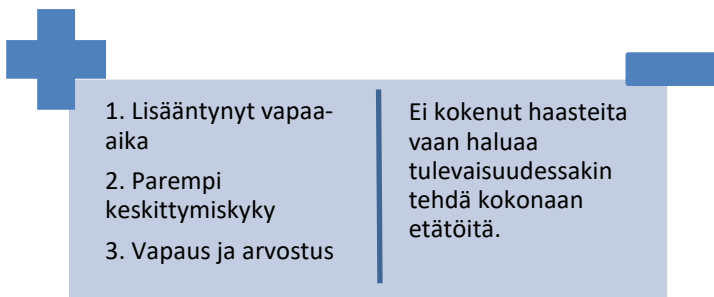 1. Lisääntynyt vapaa-
aika
2. Parempi
keskittymiskyky
3. Vapaus ja arvostus
Ei kokenut haasteita
vaan haluaa
tulevaisuudessakin
tehdä kokonaan
etätöitä.